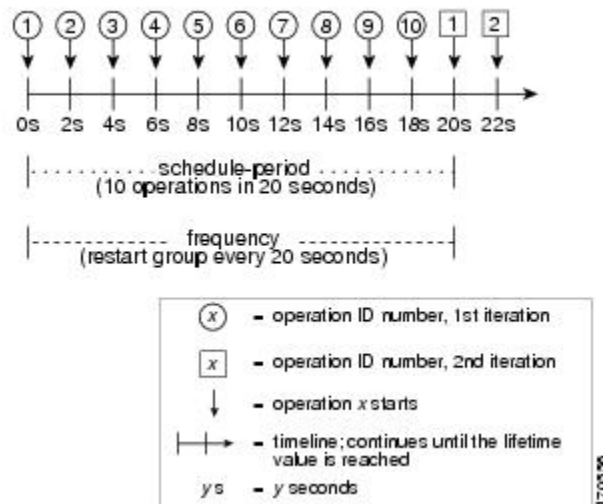 1 2 3 4 5 6 7 8 9 10 1 2
0s 2s 4s 6s 8s 10s 12s 14s 16s 18s 20s 22s
schedule-period
(10 operations in 20 seconds)
frequency
(restart group every 20 seconds)
x = operation ID number, 1st iteration
x = operation ID number, 2nd iteration
= operation x starts
= timeline; continues until the lifetime
value is reached
y s = y seconds